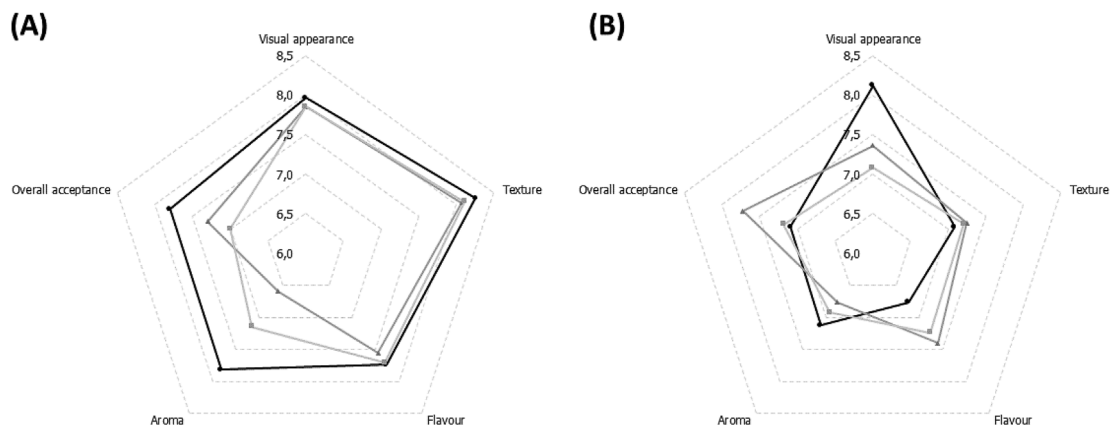 (A)
Visual appearance
8,5
8,0
7,5
7,0
6,5
6,0
Overall acceptance
Texture
Aroma
Flavour
(B)
Visual appearance
8,5
8,0
7,5
7,0
6,5
6,0
Overall acceptance
Texture
Aroma
Flavour